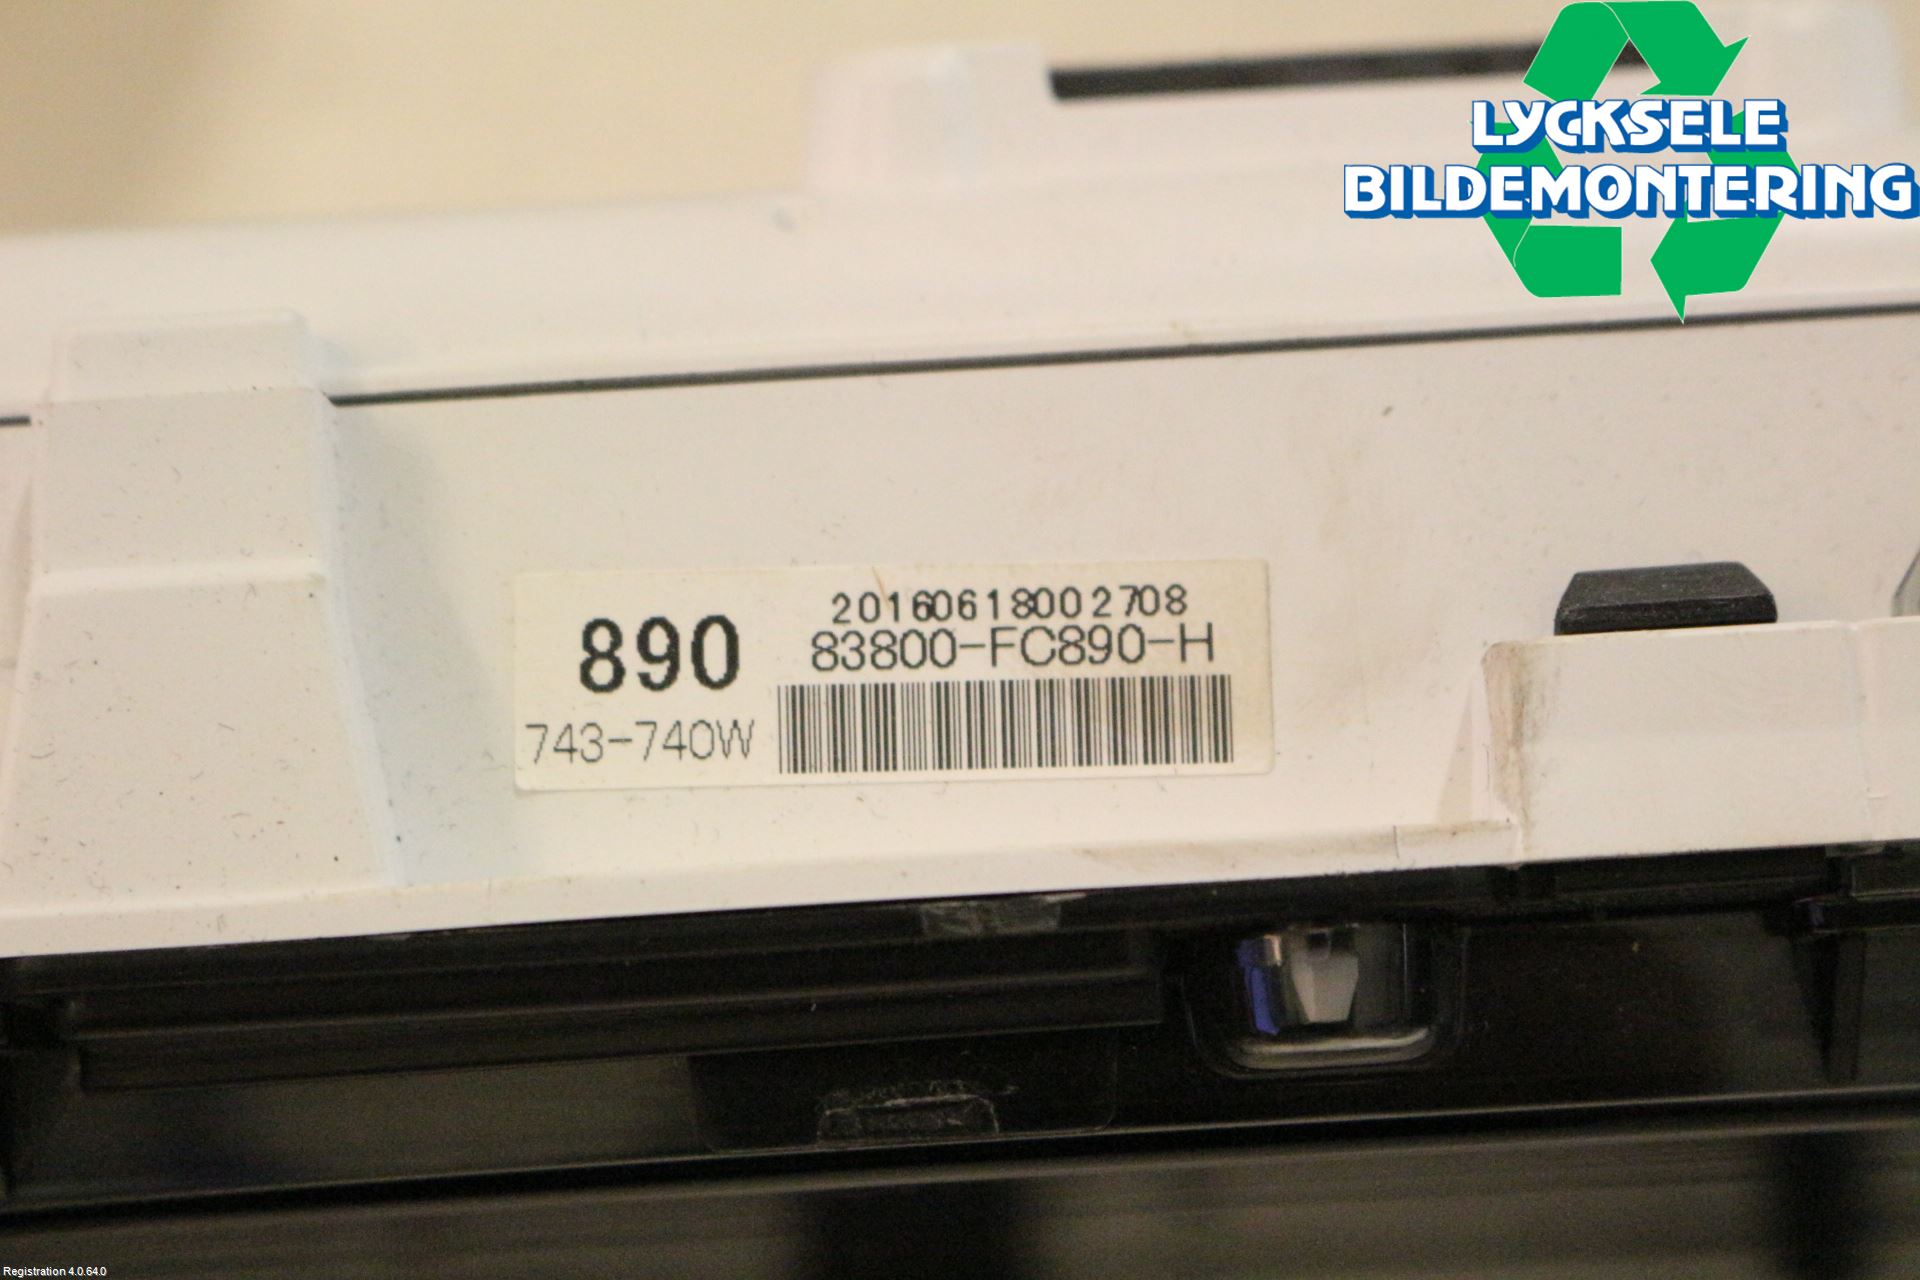 LYCKSELE
BILDEMONTERING
890
20160618002708
83800-FC890-H
743-740W
Registration 4.0.64.0